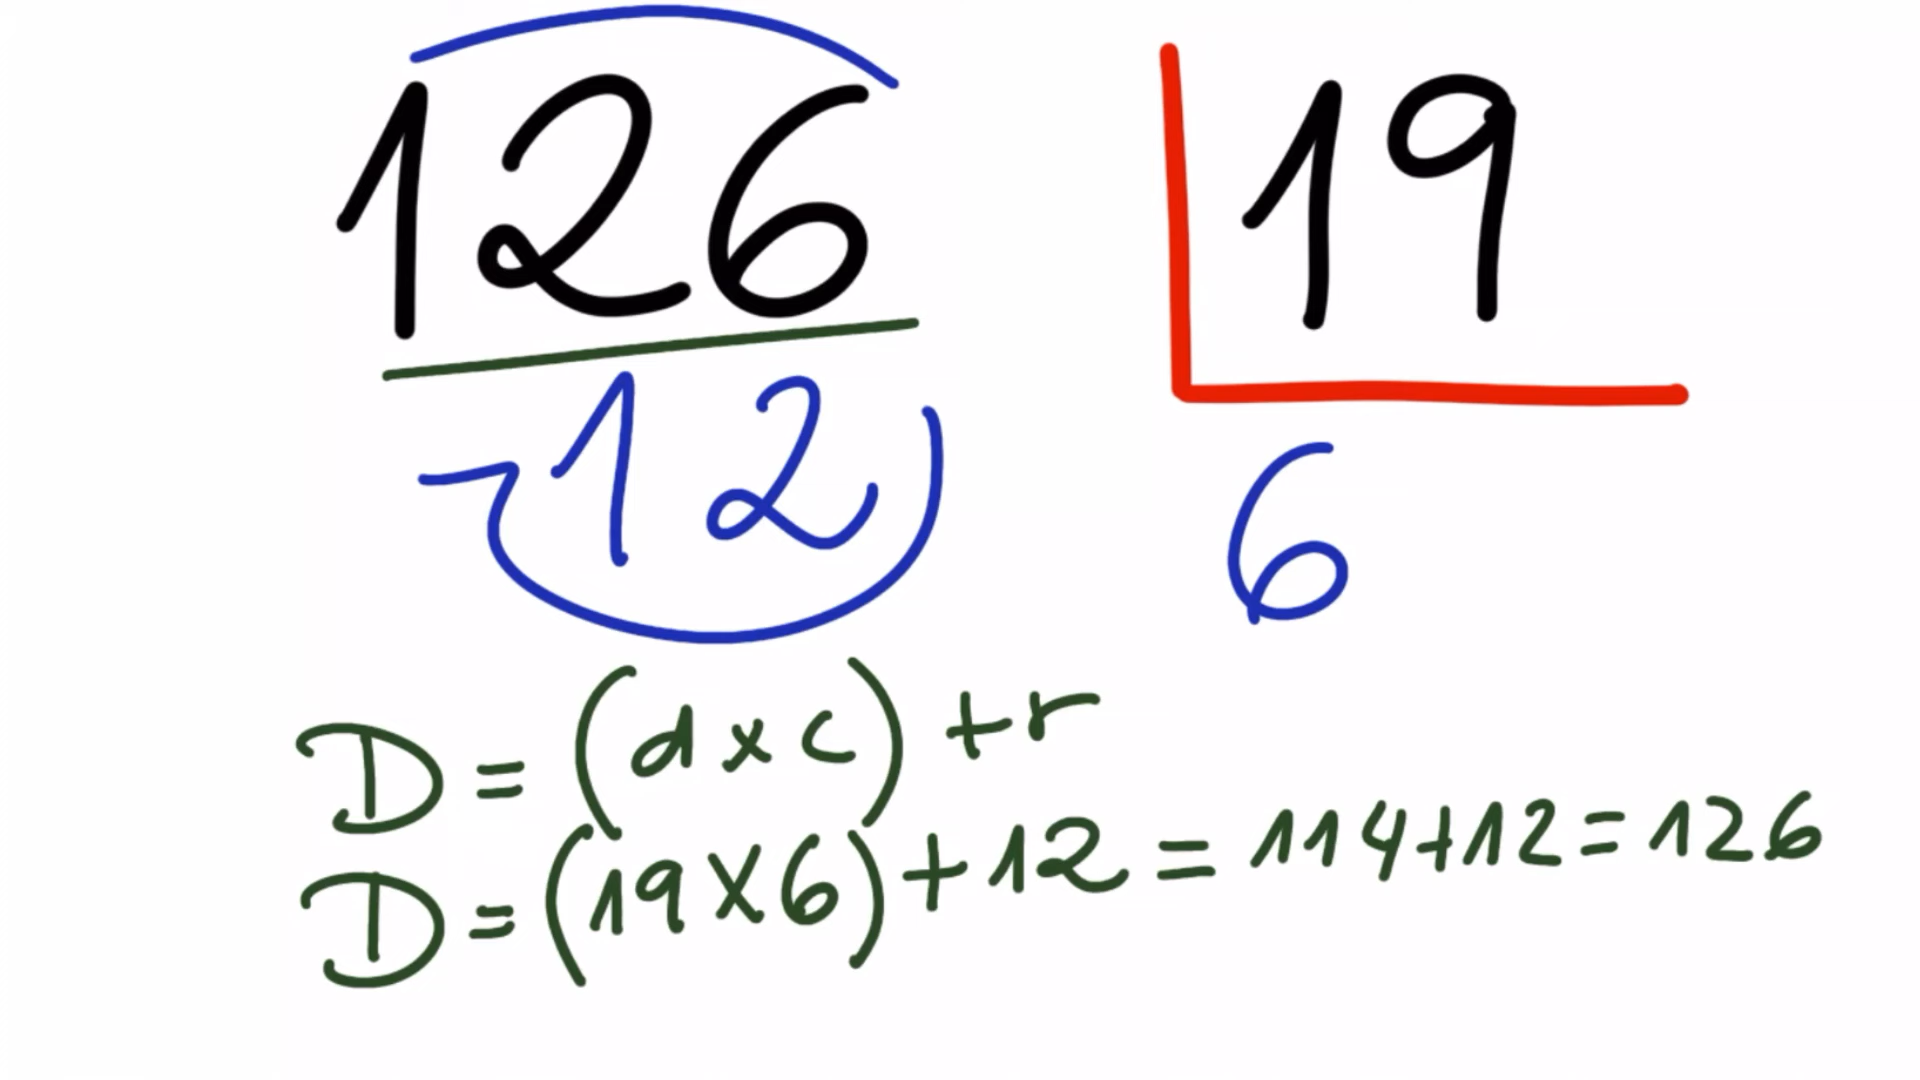 126 19
12 6
D = (d x c) + r
D = (19 X 6) + 12 = 114 + 12 = 126